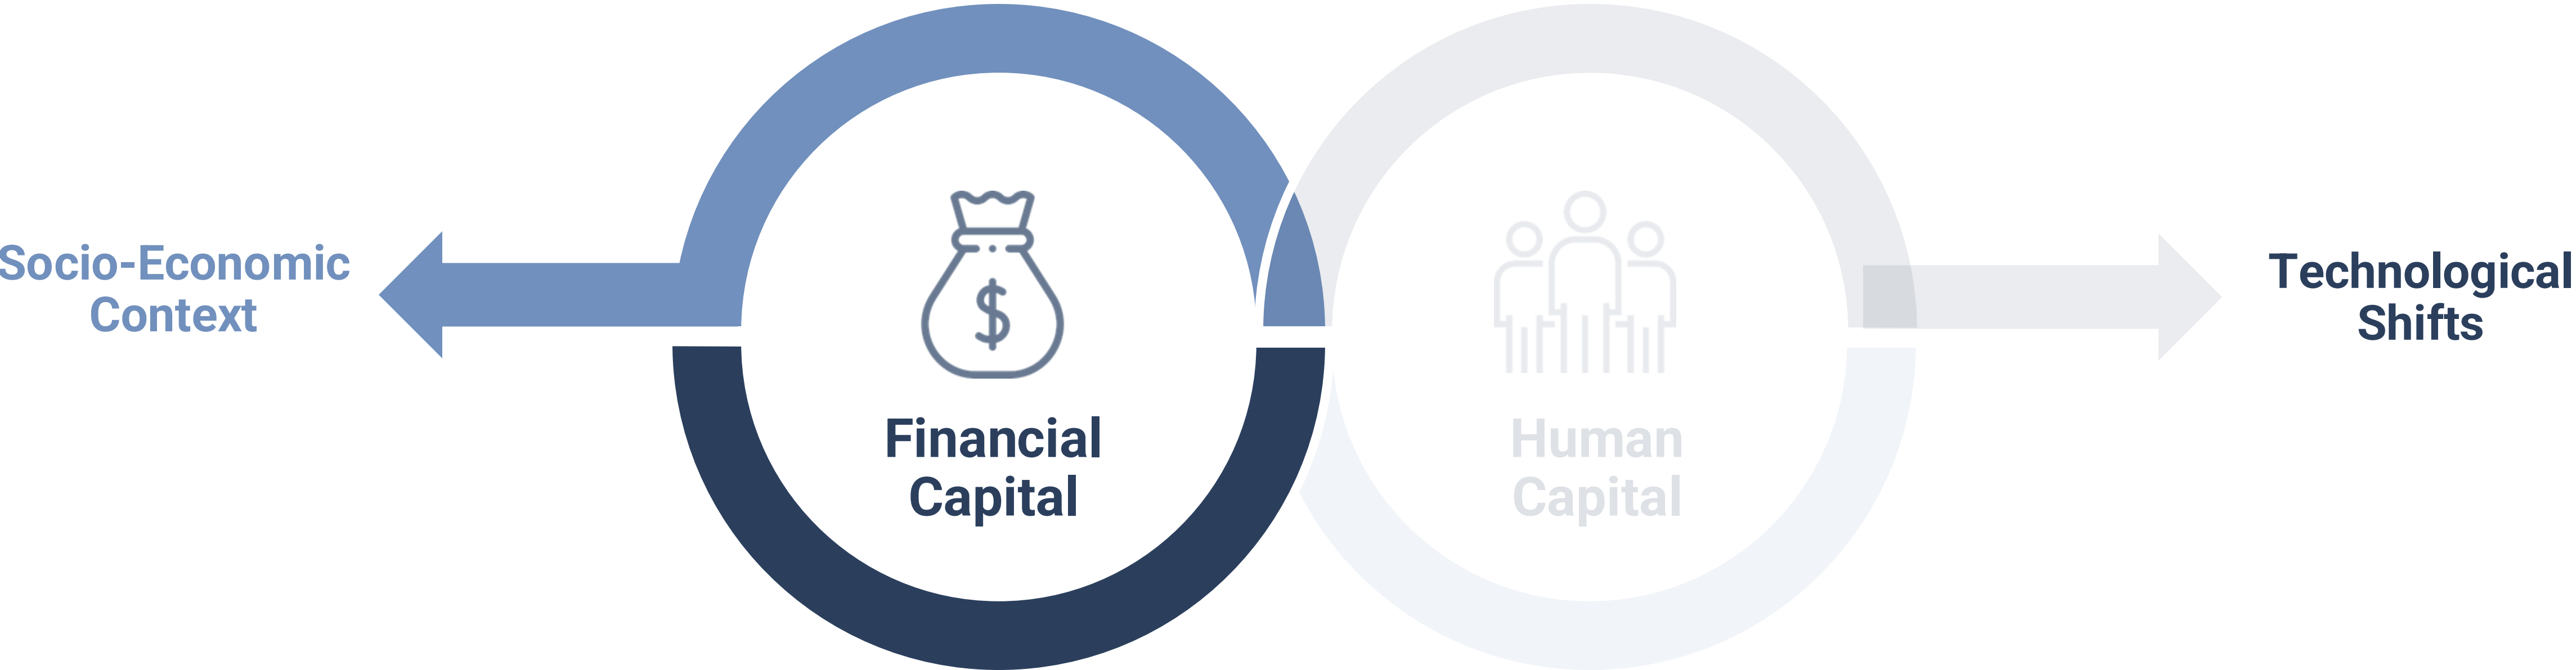 Socio-Economic
Context
Financial
Capital
Human
Capital
Technological
Shifts